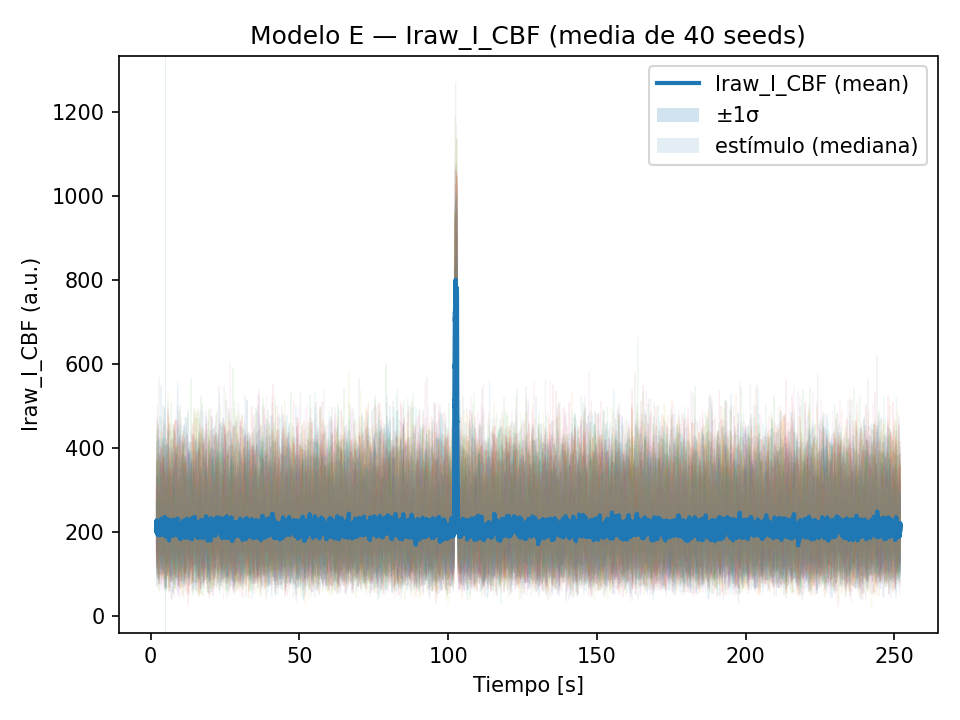 Modelo E — Iraw_I_CBF (media de 40 seeds)
Iraw_I_CBF (mean)
±1σ
estímulo (mediana)
Iraw_I_CBF (a.u.)
1200
1000
800
600
400
200
0
0 50 100 150 200 250
Tiempo [s]